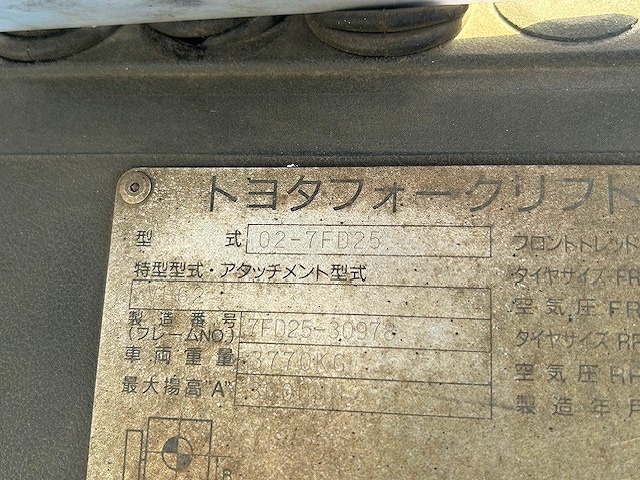 トヨタフォークリフト
型 式 02-7FD25
フロントトレッド
特型型式・アタッチメント型式
タイヤサイズ FR
空気圧 FR
製造番号 7FD25-30978
(フレームNO.)
タイヤサイズ RR
車両重量 3770KG
空気圧 RR
最大揚高"A"
製造年月